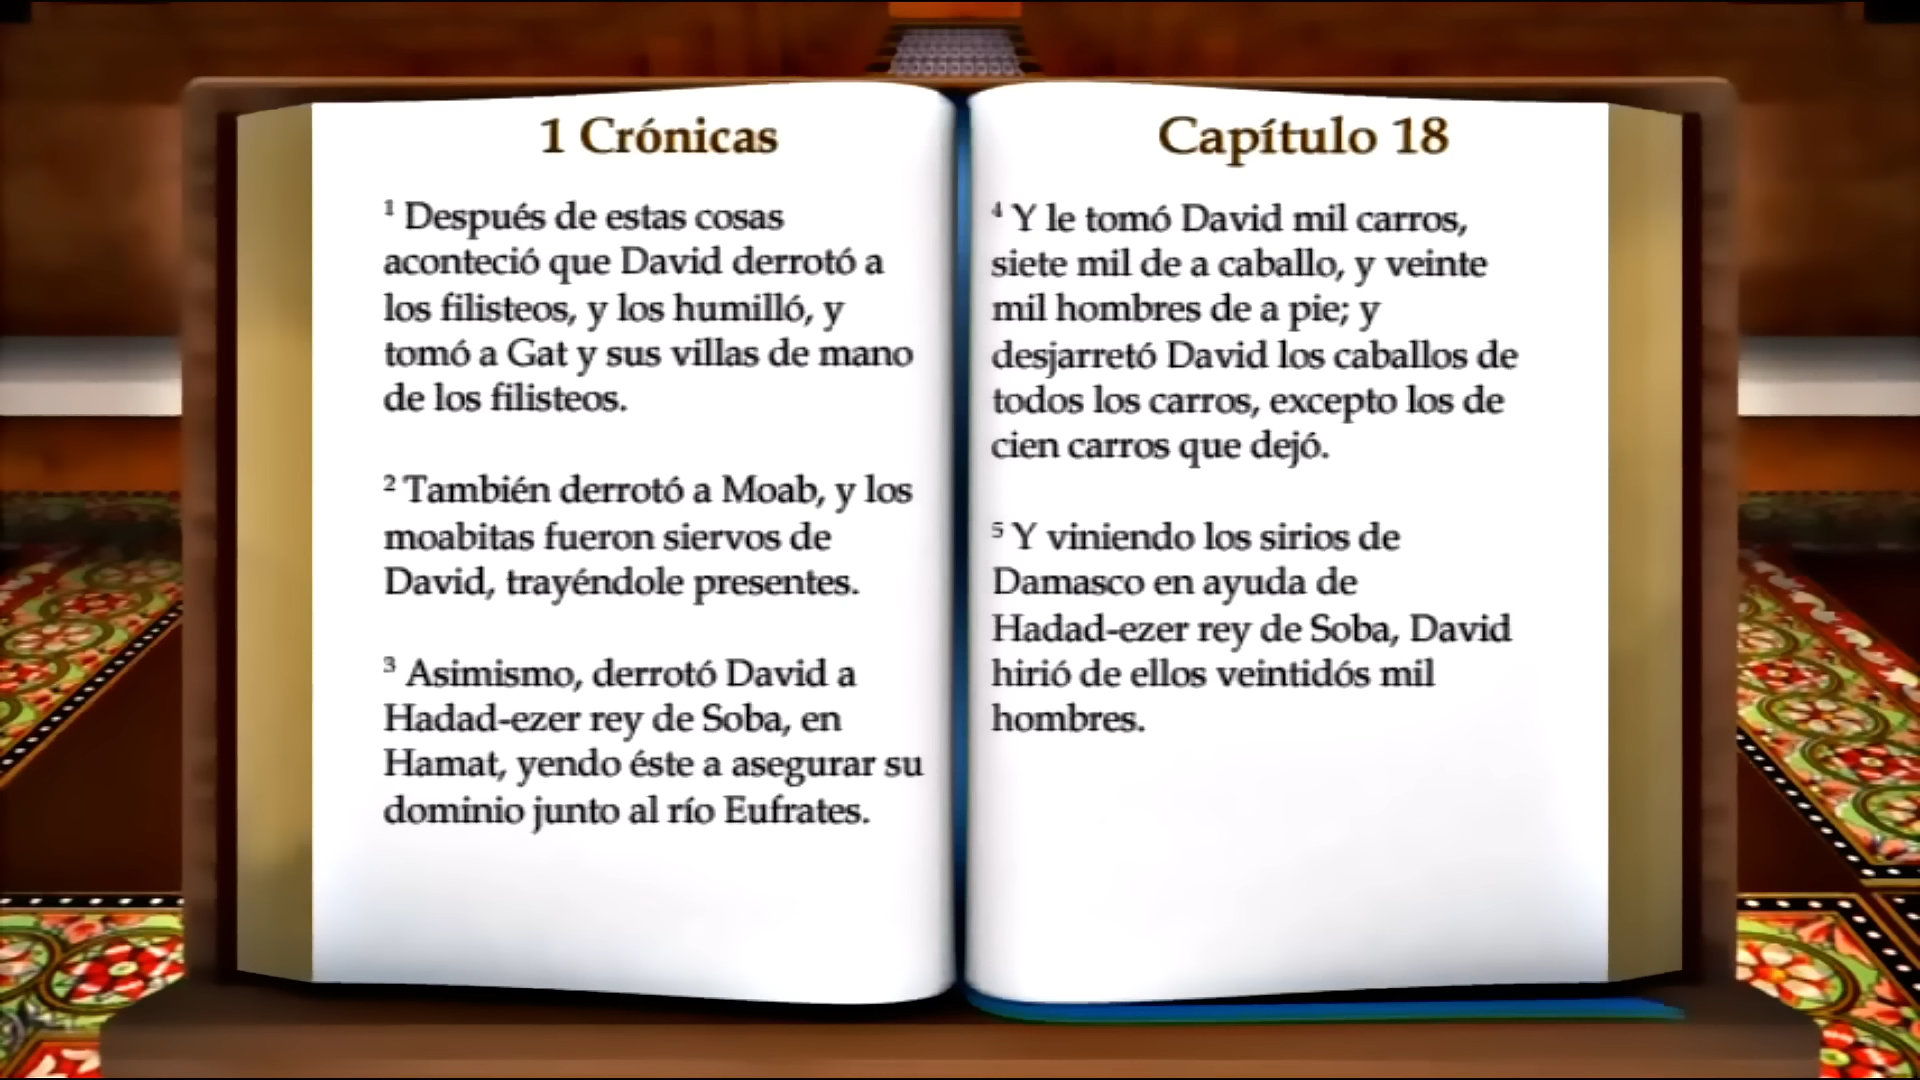 1 Crónicas
¹ Después de estas cosas
aconteció que David derrotó a
los filisteos, y los humilló, y
tomó a Gat y sus villas de mano
de los filisteos.
² También derrotó a Moab, y los
moabitas fueron siervos de
David, trayéndole presentes.
³ Asimismo, derrotó David a
Hadad-ezer rey de Soba, en
Hamat, yendo éste a asegurar su
dominio junto al río Eufrates.
Capítulo 18
⁴ Y le tomó David mil carros,
siete mil de a caballo, y veinte
mil hombres de a pie; y
desjarretó David los caballos de
todos los carros, excepto los de
cien carros que dejó.
⁵ Y viniendo los sirios de
Damasco en ayuda de
Hadad-ezer rey de Soba, David
hirió de ellos veintidós mil
hombres.